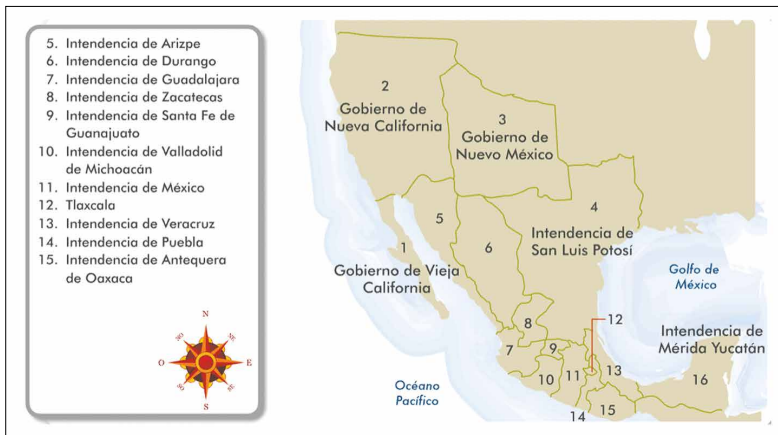 5. Intendencia de Arizpe
6. Intendencia de Durango
7. Intendencia de Guadalajara
8. Intendencia de Zacatecas
9. Intendencia de Santa Fe de
Guanajuato
10. Intendencia de Valladolid
de Michoacán
11. Intendencia de México
12. Tlaxcala
13. Intendencia de Veracruz
14. Intendencia de Puebla
15. Intendencia de Antequera
de Oaxaca
N
NO
NE
O
E
SO
SE
S
2
Gobierno de
Nueva California
3
Gobierno de
Nuevo México
4
Intendencia de
San Luis Potosí
5
6
1
Gobierno de Vieja
California
Golfo de
México
12
8
Intendencia de
Mérida Yucatán
7
9
10
11
13
16
Océano
Pacífico
14
15